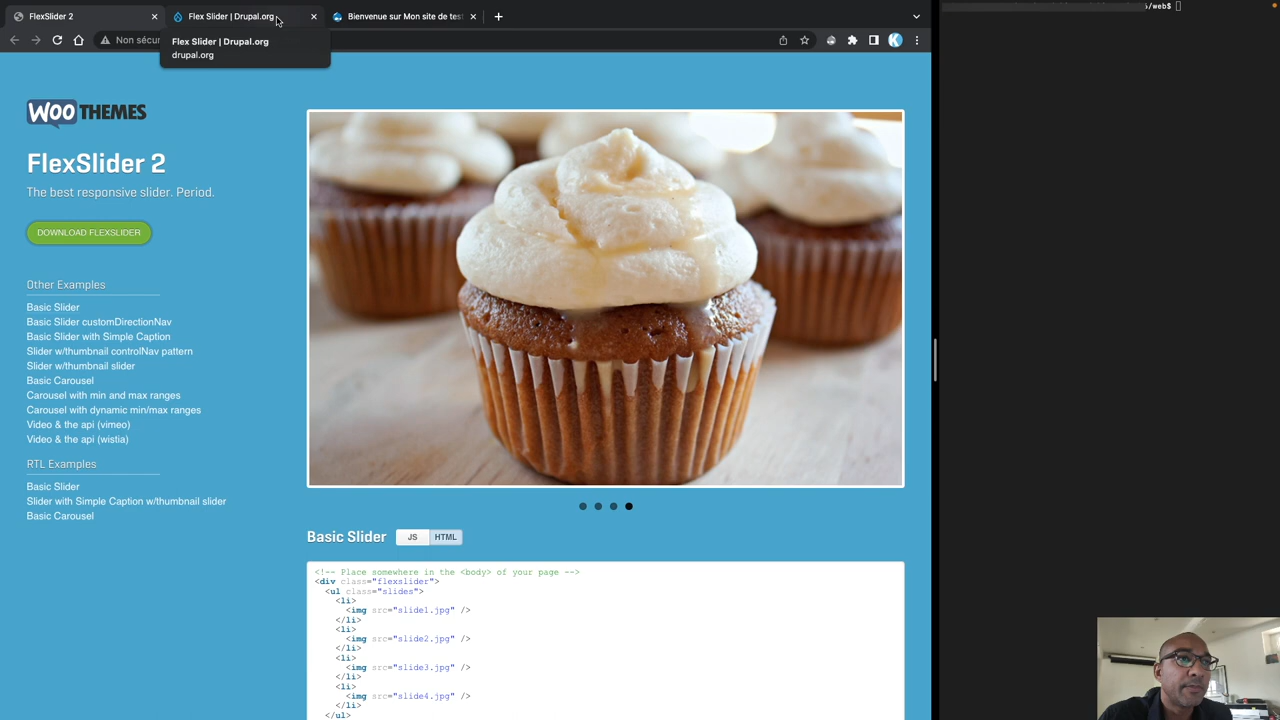 FlexSlider 2
Flex Slider | Drupal.org
Bienvenue sur Mon site de test
/web$
Non sécur
Flex Slider | Drupal.org
drupal.org
WOOTHEMES
FlexSlider 2
The best responsive slider. Period.
DOWNLOAD FLEXSLIDER
Other Examples
Basic Slider
Basic Slider customDirectionNav
Basic Slider with Simple Caption
Slider w/thumbnail controlNav pattern
Slider w/thumbnail slider
Basic Carousel
Carousel with min and max ranges
Carousel with dynamic min/max ranges
Video & the api (vimeo)
Video & the api (wistia)
RTL Examples
Basic Slider
Slider with Simple Caption w/thumbnail slider
Basic Carousel
Basic Slider JS HTML
<!-- Place somewhere in the <body> of your page -->
<div class="flexslider">
<ul class="slides">
<li>
<img src="slide1.jpg" />
</li>
<li>
<img src="slide2.jpg" />
</li>
<li>
<img src="slide3.jpg" />
</li>
<li>
<img src="slide4.jpg" />
</li>
</ul>